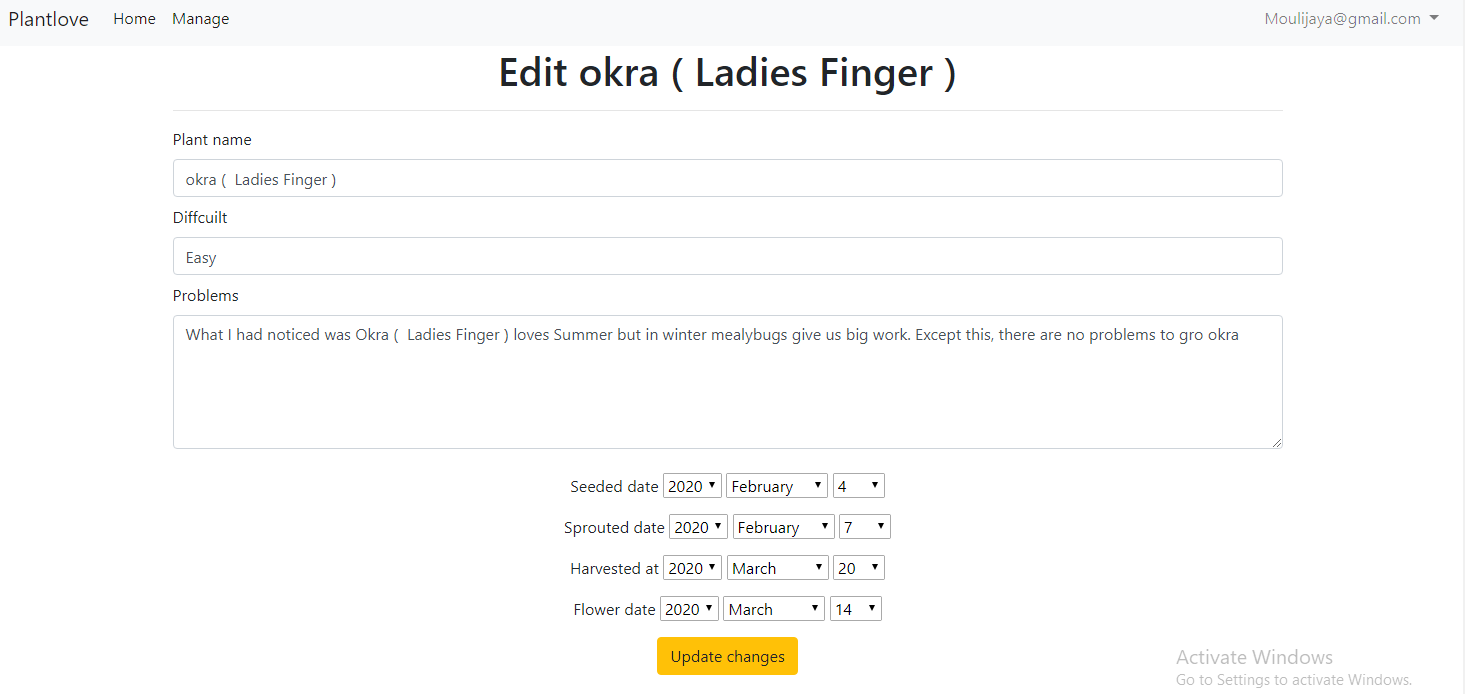 Plantlove Home Manage Moulijaya@gmail.com
Edit okra ( Ladies Finger )
Plant name
okra (  Ladies Finger )
Diffcuilt
Easy
Problems
What I had noticed was Okra (  Ladies Finger ) loves Summer but in winter mealybugs give us big work. Except this, there are no problems to gro okra
Seeded date 2020 February 4
Sprouted date 2020 February 7
Harvested at 2020 March 20
Flower date 2020 March 14
Update changes
Activate Windows
Go to Settings to activate Windows.